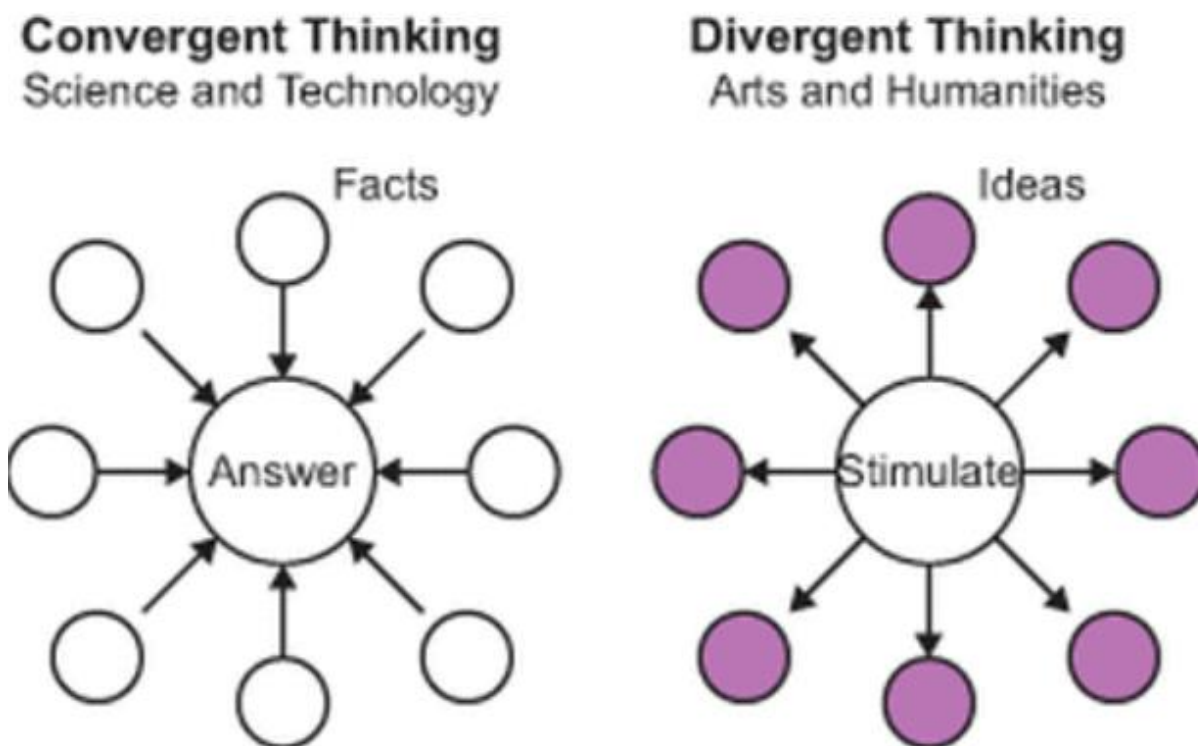 Convergent Thinking
Science and Technology
Facts
Answer
Divergent Thinking
Arts and Humanities
Ideas
Stimulate